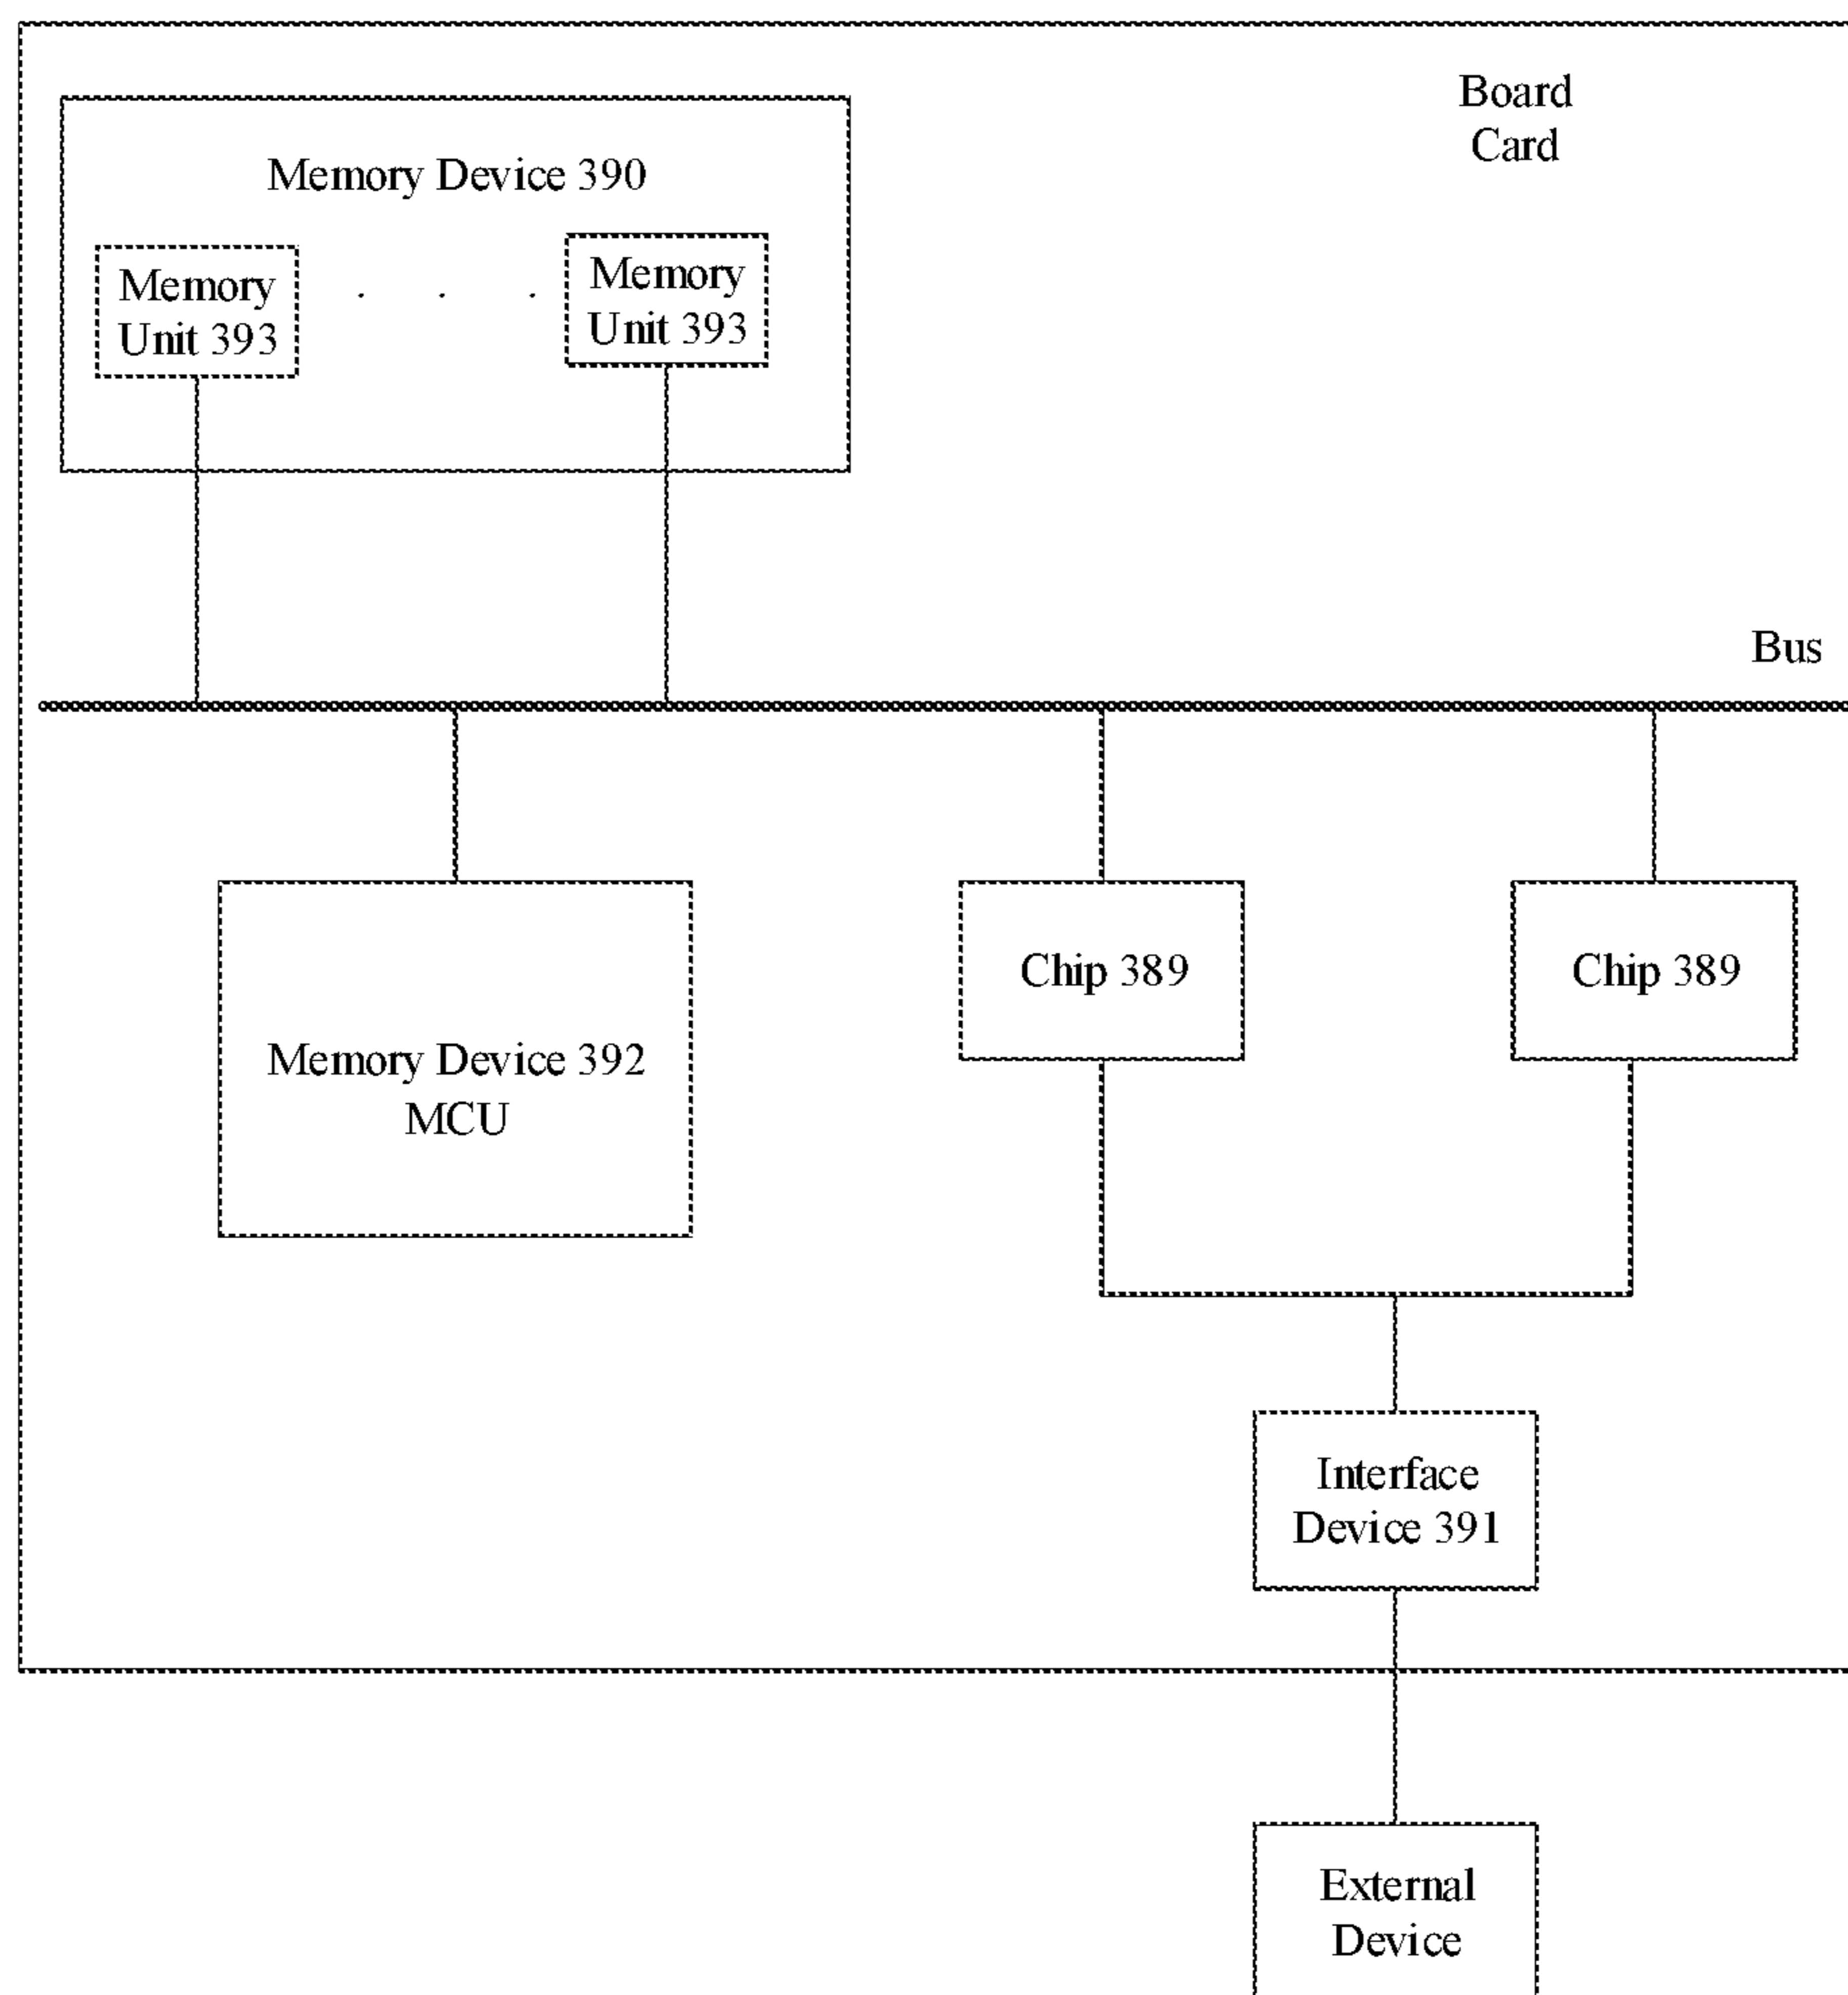 Board
Card
Memory Device 390
Memory
Unit 393
. . .
Memory
Unit 393
Bus
Memory Device 392
MCU
Chip 389
Chip 389
Interface
Device 391
External
Device